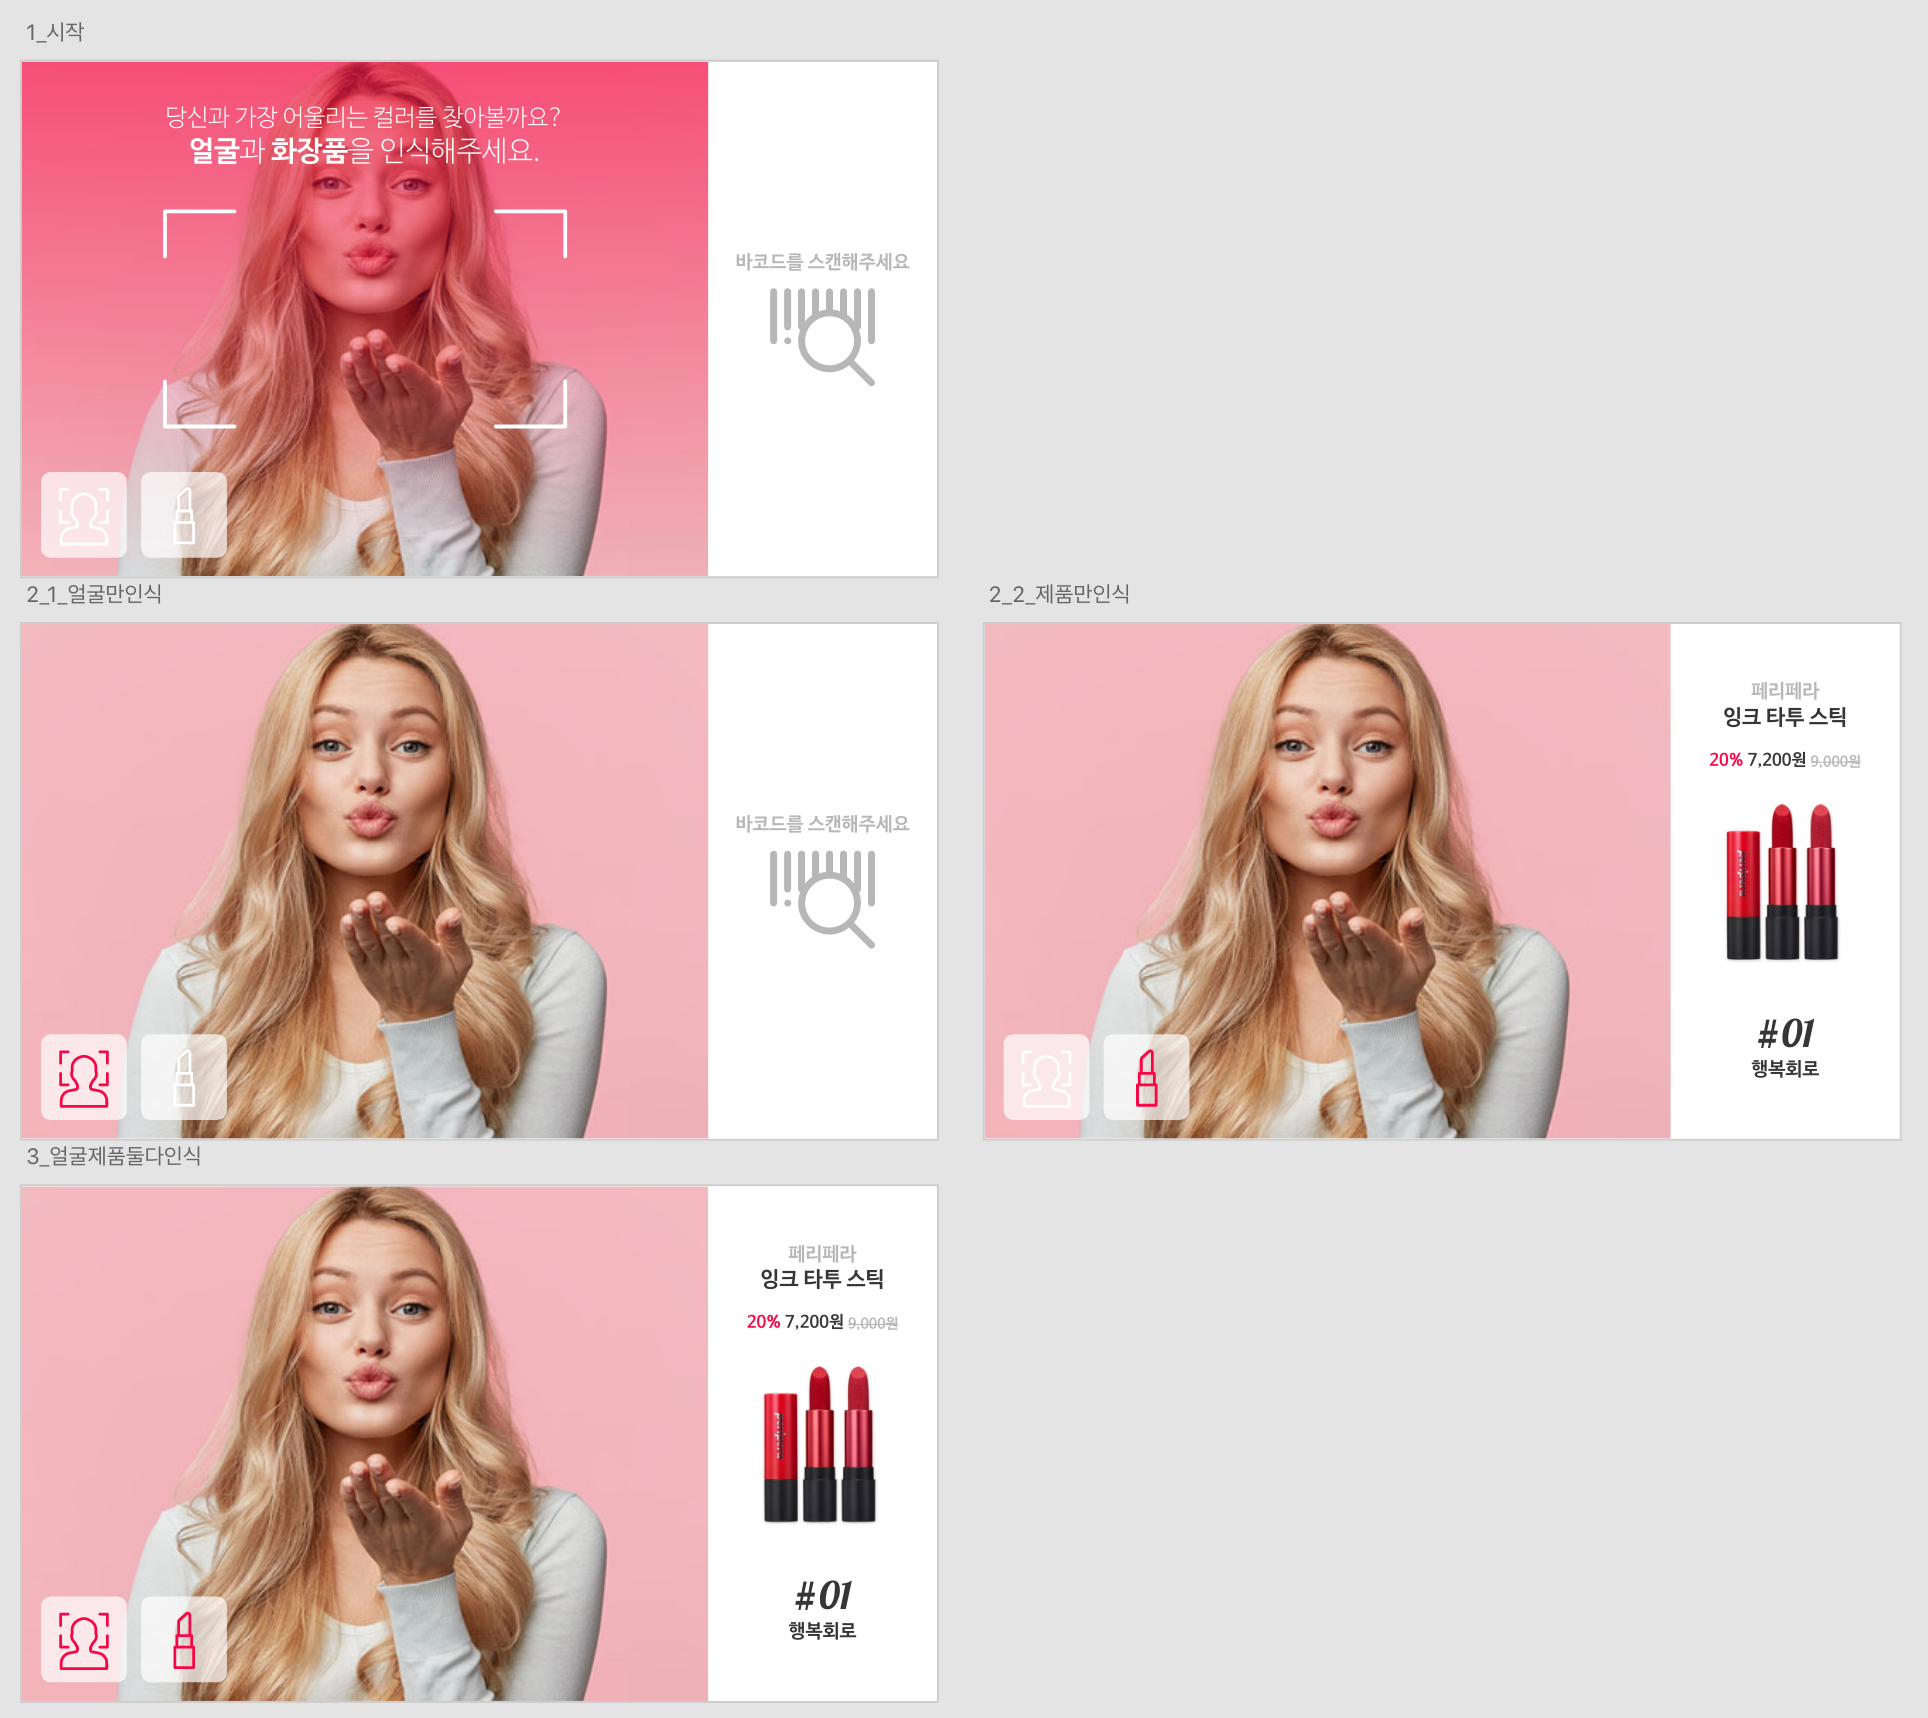 1_시작
당신과 가장 어울리는 컬러를 찾아볼까요?
얼굴과 화장품을 인식해주세요.
바코드를 스캔해주세요
2_1_얼굴만인식
바코드를 스캔해주세요
2_2_제품만인식
페리페라
잉크 타투 스틱
20% 7,200원 9,000원
peripera
#01
행복회로
3_얼굴제품둘다인식
페리페라
잉크 타투 스틱
20% 7,200원 9,000원
peripera
#01
행복회로